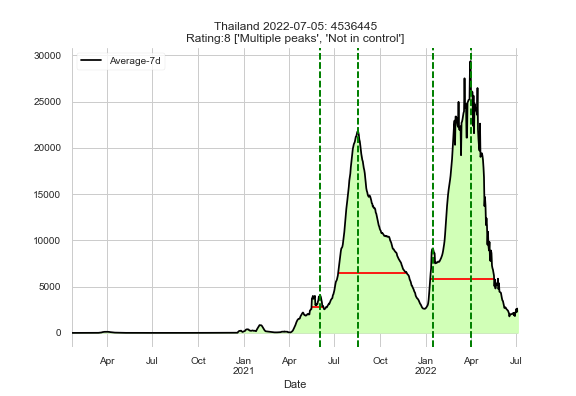 Thailand 2022-07-05: 4536445
Rating:8 ['Multiple peaks', 'Not in control']
Average-7d
30000
25000
20000
15000
10000
5000
0
Apr Jul Oct Jan Apr Jul Oct Jan Apr Jul
2021 2022
Date